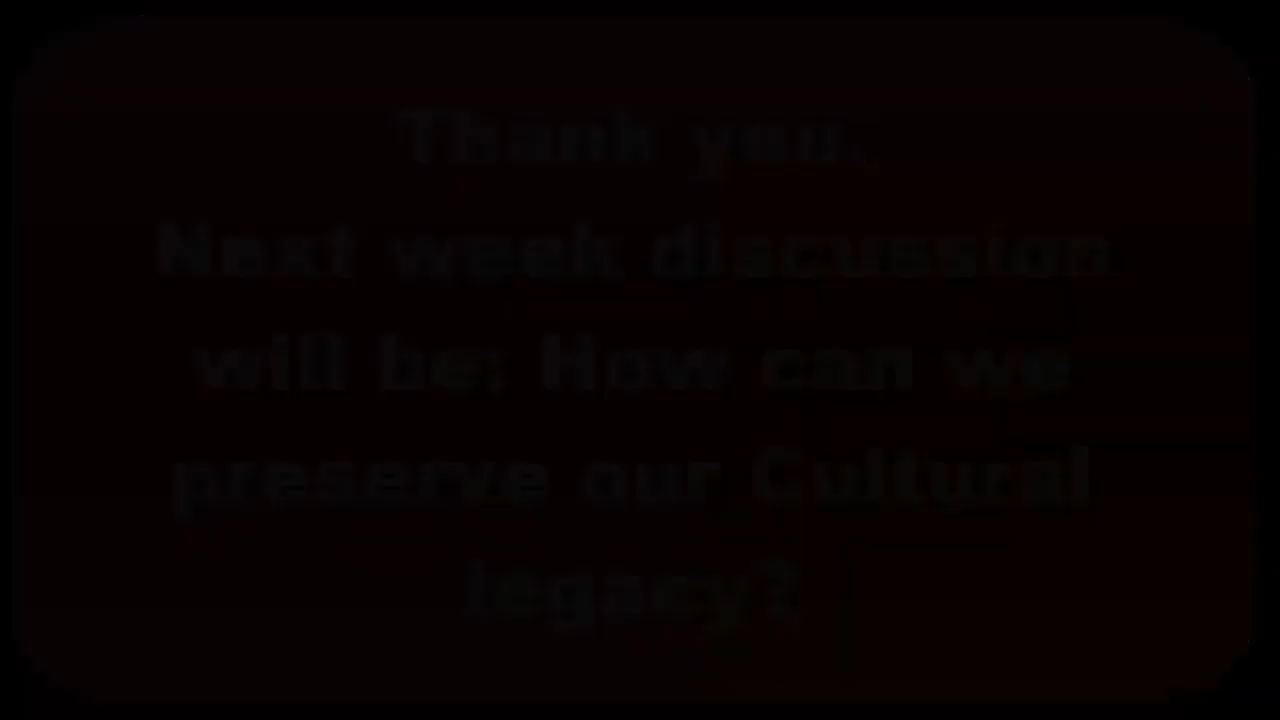 Thank you.
Next week discussion
will be: How can we
preserve our Cultural
legacy?